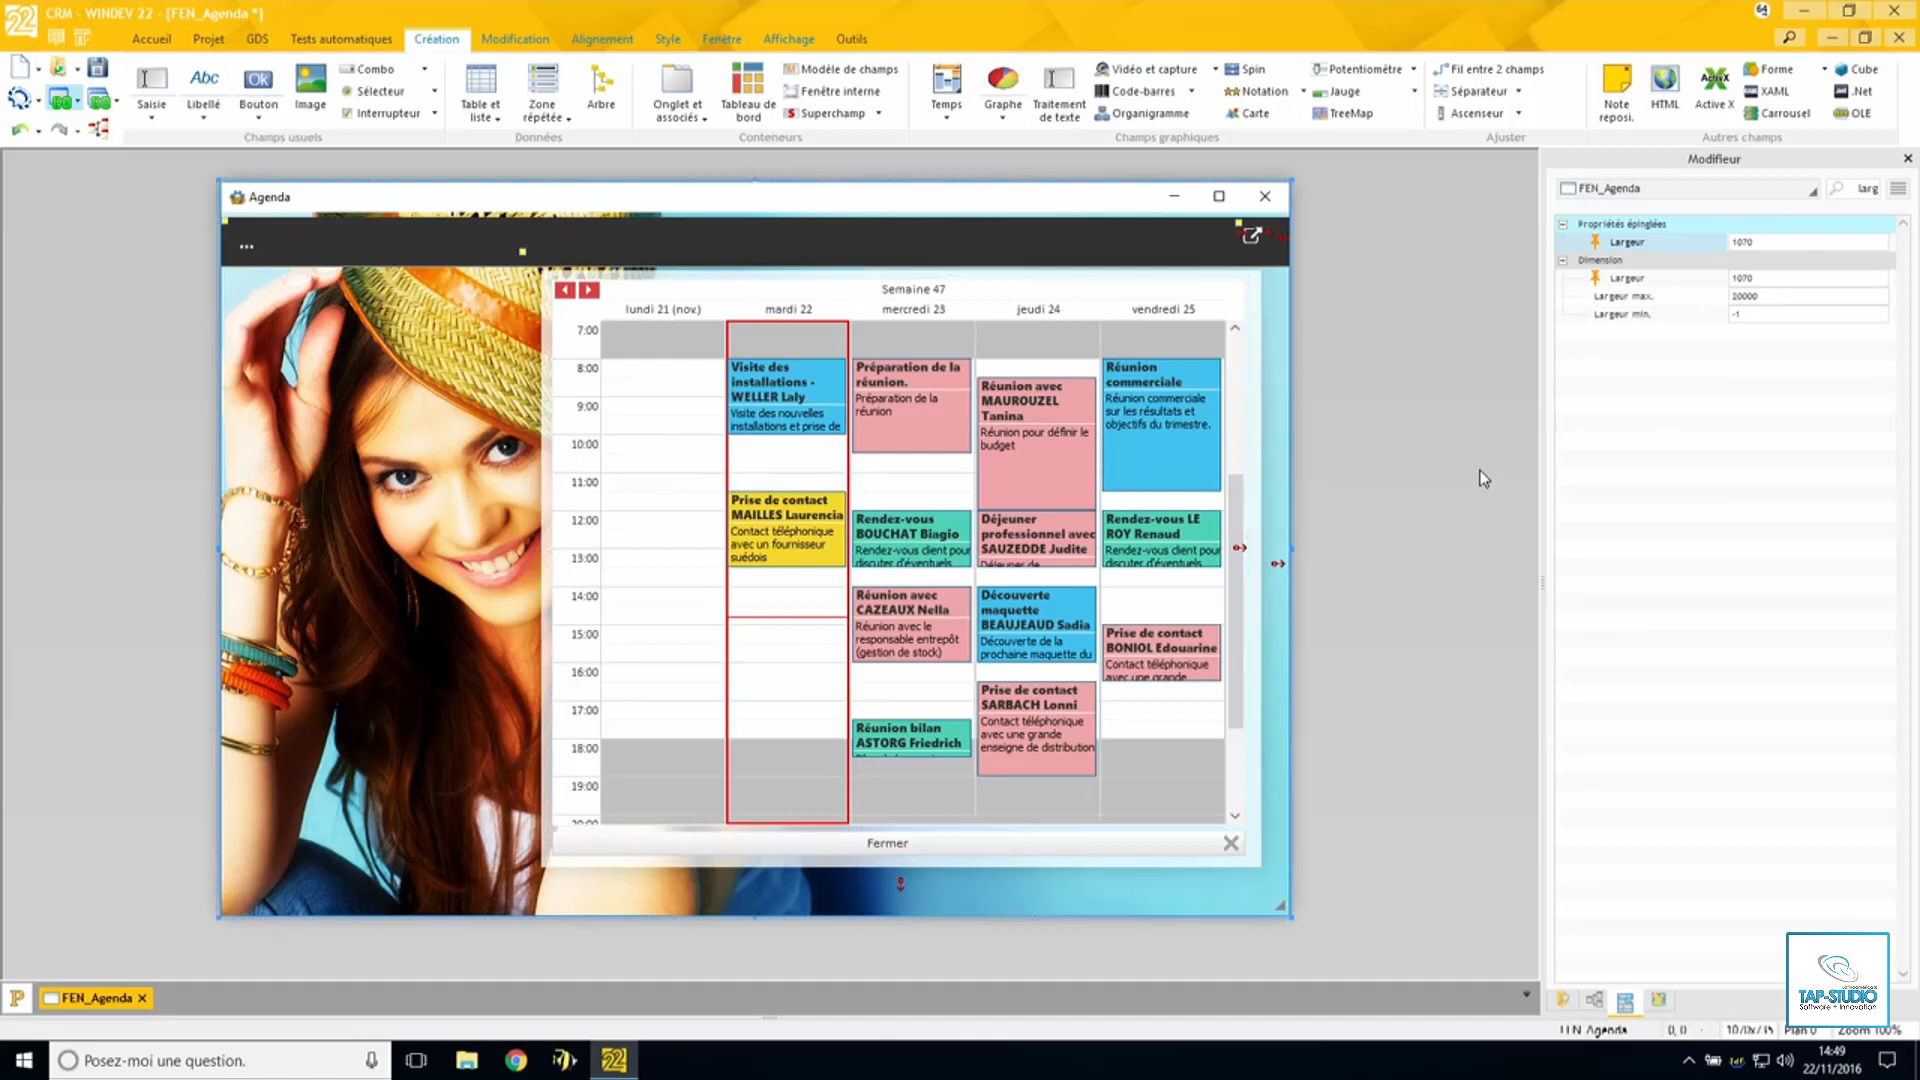 CRM - WINDEV 22 - [FEN_Agenda *]
64
Accueil Projet GDS Tests automatiques Création Modification Alignement Style Fenêtre Affichage Outils
Saisie
Libellé
Bouton
Image
Combo
Sélecteur
Interrupteur
Champs usuels
Table et liste
Zone répétée
Arbre
Données
Onglet et associés
Tableau de bord
Modèle de champs
Fenêtre interne
Superchamp
Conteneurs
Temps
Graphe
Traitement de texte
Vidéo et capture
Code-barres
Organigramme
Spin
Notation
Carte
Potentiomètre
Jauge
TreeMap
Champs graphiques
Fil entre 2 champs
Séparateur
Ascenseur
Ajuster
Note reposi.
HTML
Active X
Forme
XAML
Carrousel
Cube
.Net
OLE
Autres champs
Agenda
...
Semaine 47
lundi 21 (nov.) mardi 22 mercredi 23 jeudi 24 vendredi 25
7:00
8:00
9:00
10:00
11:00
12:00
13:00
14:00
15:00
16:00
17:00
18:00
19:00
Visite des
installations -
WELLER Laly
Visite des nouvelles
installations et prise de
Prise de contact
MAILLES Laurencia
Contact téléphonique
avec un fournisseur
suédois
Préparation de la
réunion.
Préparation de la
réunion
Rendez-vous
BOUCHAT Biagio
Rendez-vous client pour
discuter d'éventuels
Réunion avec
CAZEAUX Nella
Réunion avec le
responsable entrepôt
(gestion de stock)
Réunion bilan
ASTORG Friedrich
Réunion avec
MAUROUZEL
Tanina
Réunion pour définir le
budget
Déjeuner
professionnel avec
SAUZEDDE Judite
Déjeuner de
Découverte
maquette
BEAUJEAUD Sadia
Découverte de la
prochaine maquette du
Prise de contact
SARBACH Lonni
Contact téléphonique
avec une grande
enseigne de distribution
Réunion
commerciale
Réunion commerciale
sur les résultats et
objectifs du trimestre.
Rendez-vous LE
ROY Renaud
Rendez-vous client pour
discuter d'éventuels
Prise de contact
BONIOL Edouarine
Contact téléphonique
avec une grande
Fermer
Modifieur
FEN_Agenda larg
Propriétés épinglées
Largeur 1070
Dimension
Largeur 1070
Largeur max. 20000
Largeur min. -1
TAP-STUDIO
Software + Innovation
FEN_Agenda
Plan 0 Zoom 100%
Posez-moi une question.
22
14:49
22/11/2016